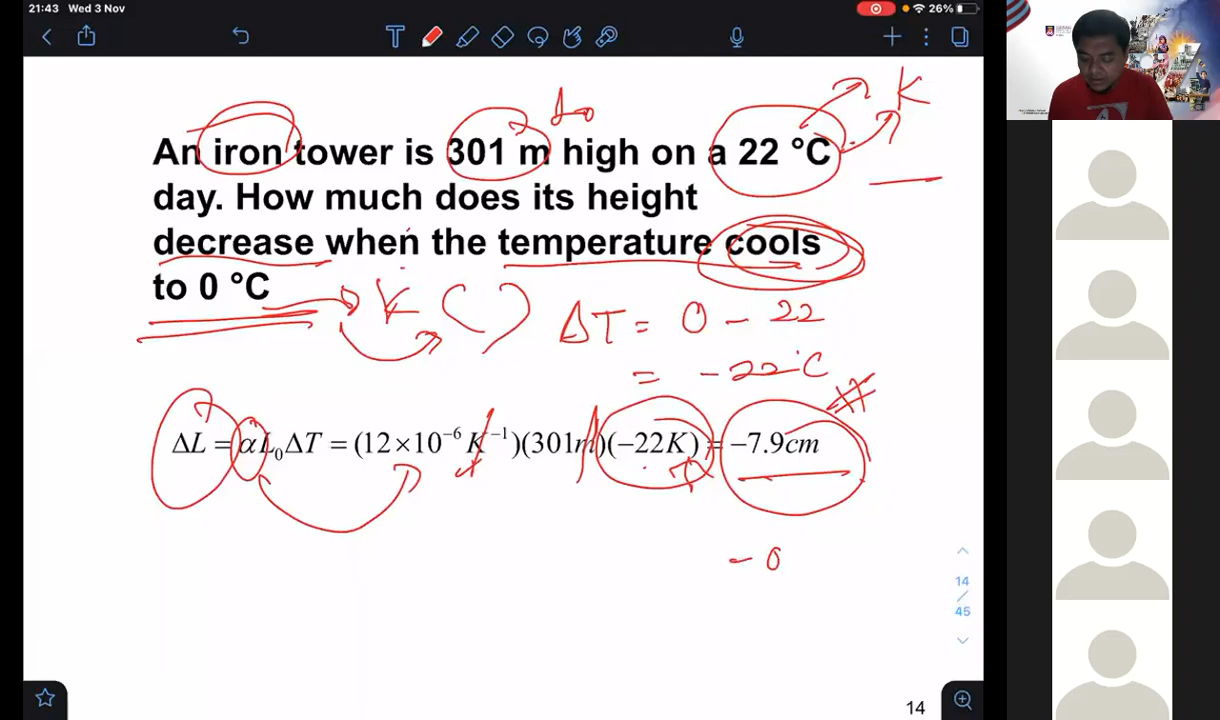 21:43 Wed 3 Nov
26%
T
K
An iron tower is 301 m high on a 22 °C
day. How much does its height
decrease when the temperature cools
to 0 °C
K
ΔT = 0 - 22
= -22°C
ΔL = αL₀ΔT = (12×10⁻⁶ K⁻¹)(301m)(−22K) = −7.9cm
- 0
14
/
45
14